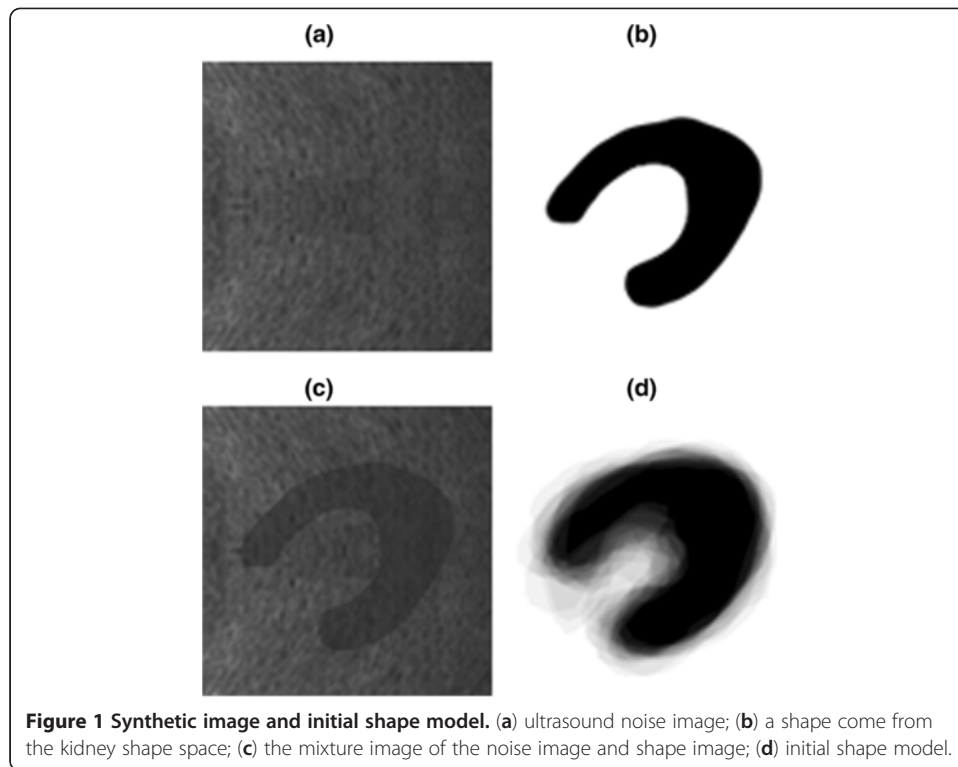 (a) (b)
(c) (d)
Figure 1 Synthetic image and initial shape model. (a) ultrasound noise image; (b) a shape come from
the kidney shape space; (c) the mixture image of the noise image and shape image; (d) initial shape model.